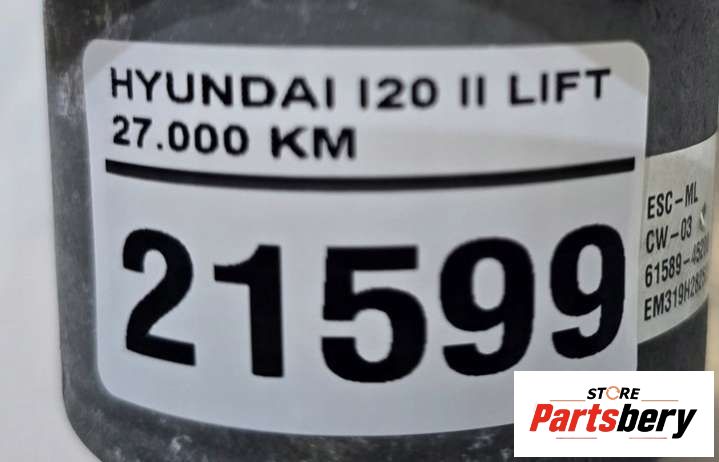 HYUNDAI I20 II LIFT
27.000 KM
21599
ESC-ML
CW-03
STORE
Partsbery